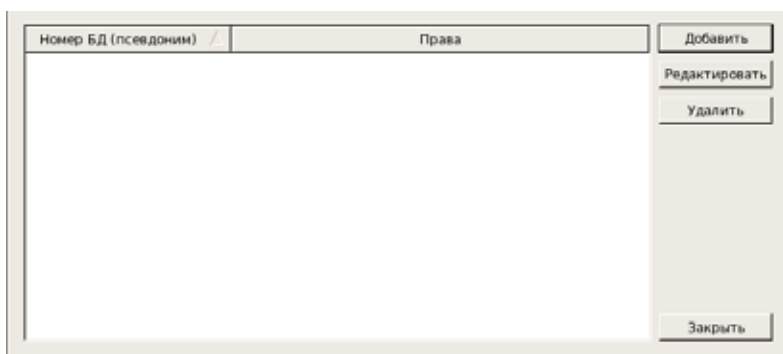 Номер БД (псевдоним) Права Добавить
Редактировать
Удалить
Закрыть